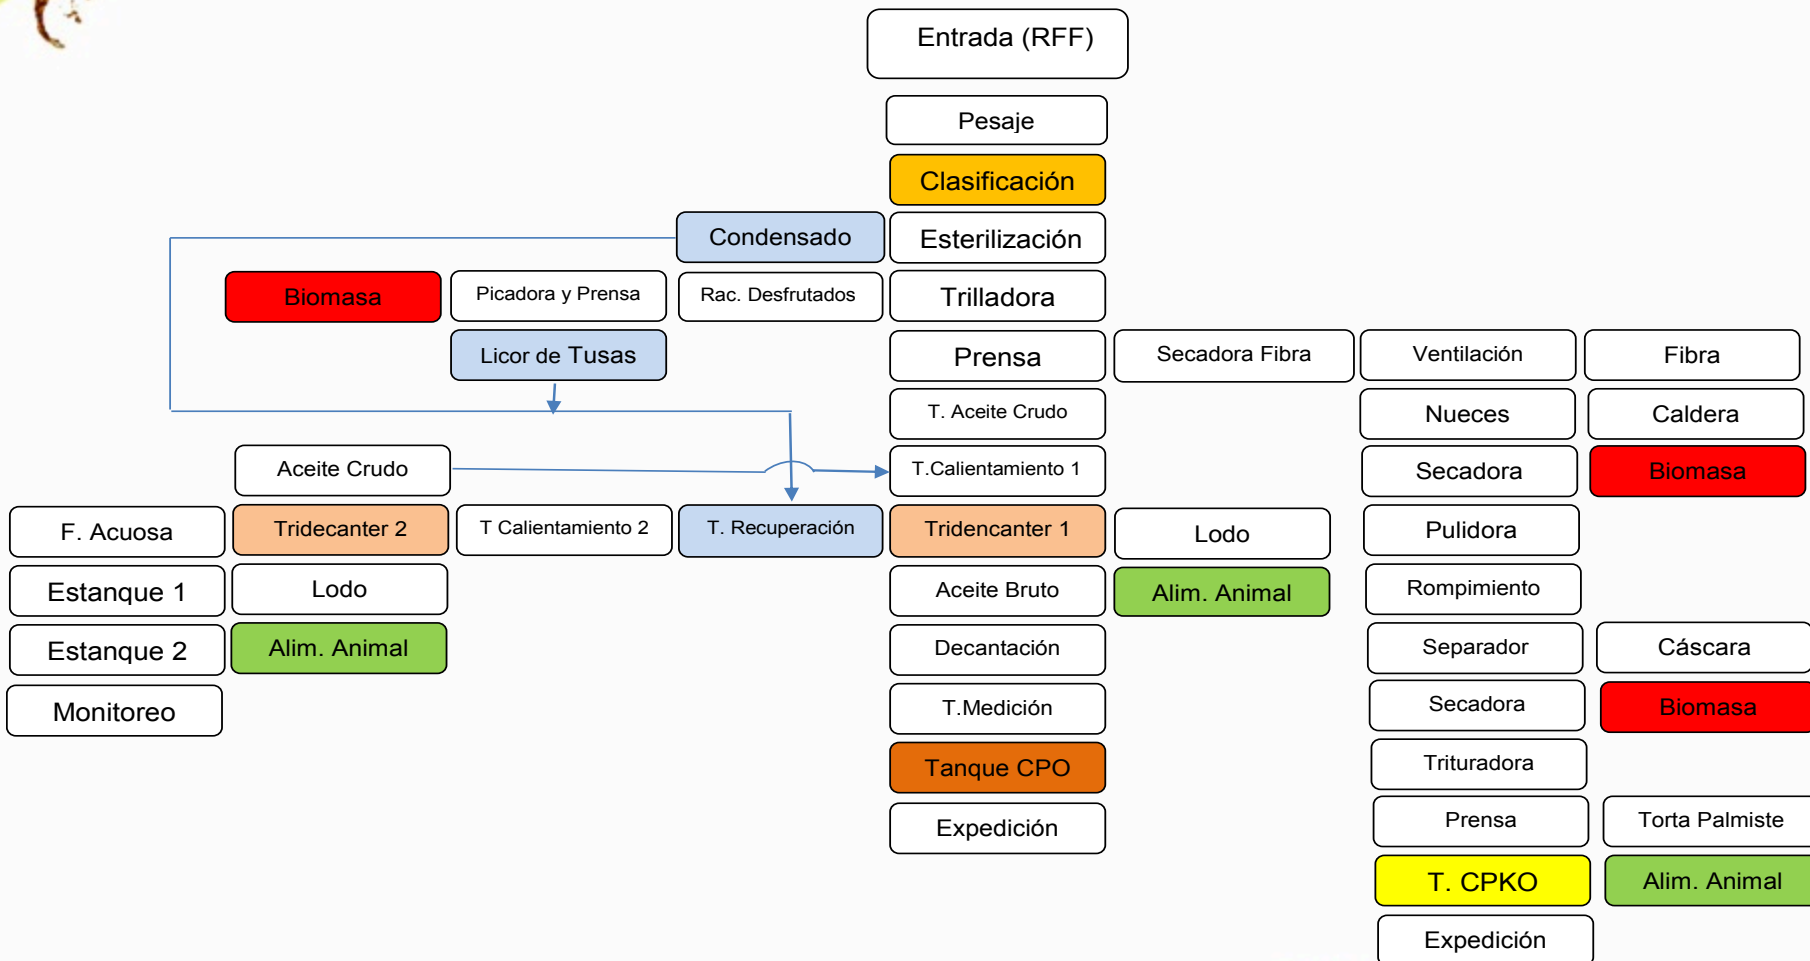 Entrada (RFF)
Pesaje
Clasificación
Condensado
Esterilización
Biomasa
Picadora y Prensa
Rac. Desfrutados
Trilladora
Licor de Tusas
Prensa
Secadora Fibra
Ventilación
Fibra
T. Aceite Crudo
Nueces
Caldera
Aceite Crudo
T.Calientamiento 1
Secadora
Biomasa
F. Acuosa
Tridecanter 2
T Calientamiento 2
T. Recuperación
Tridencanter 1
Lodo
Pulidora
Estanque 1
Lodo
Aceite Bruto
Alim. Animal
Rompimiento
Estanque 2
Alim. Animal
Decantación
Separador
Cáscara
Monitoreo
T.Medición
Secadora
Biomasa
Tanque CPO
Trituradora
Expedición
Prensa
Torta Palmiste
T. CPKO
Alim. Animal
Expedición